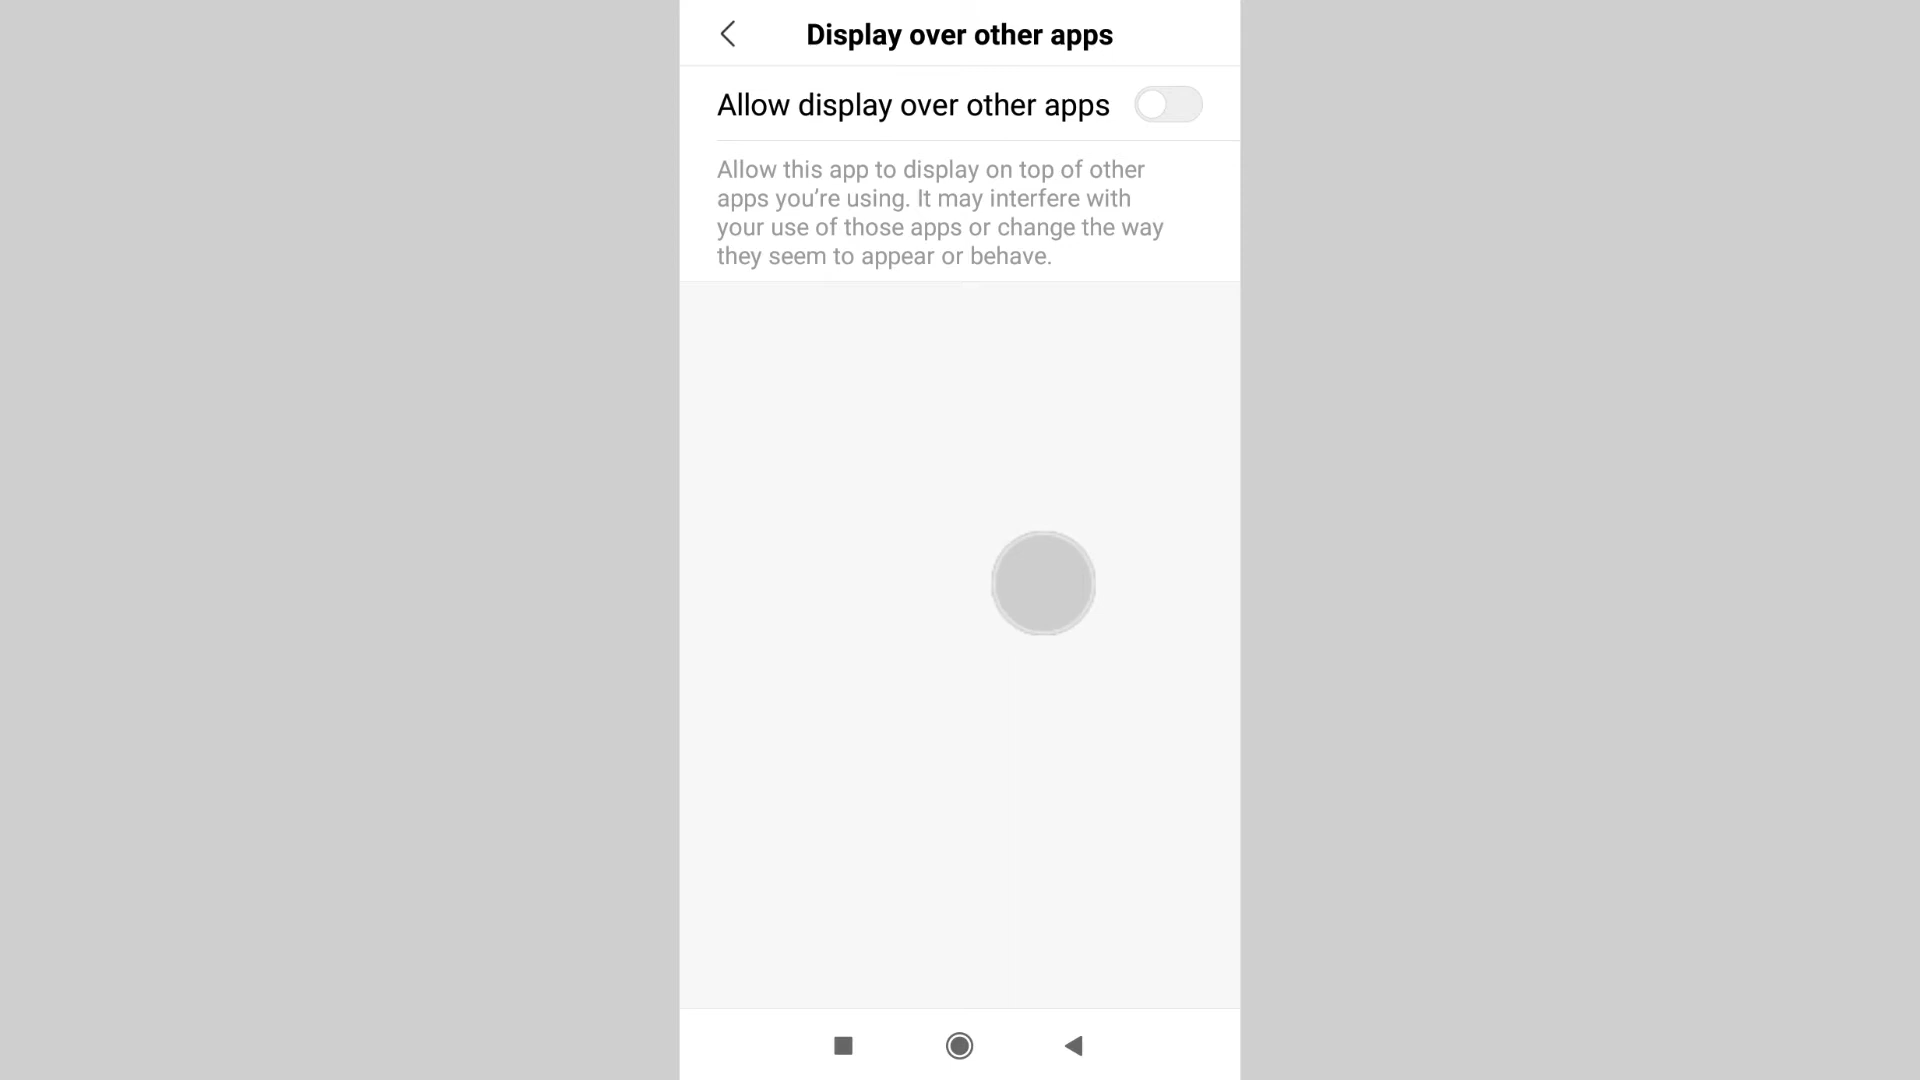 Display over other apps
Allow display over other apps
Allow this app to display on top of other
apps you’re using. It may interfere with
your use of those apps or change the way
they seem to appear or behave.